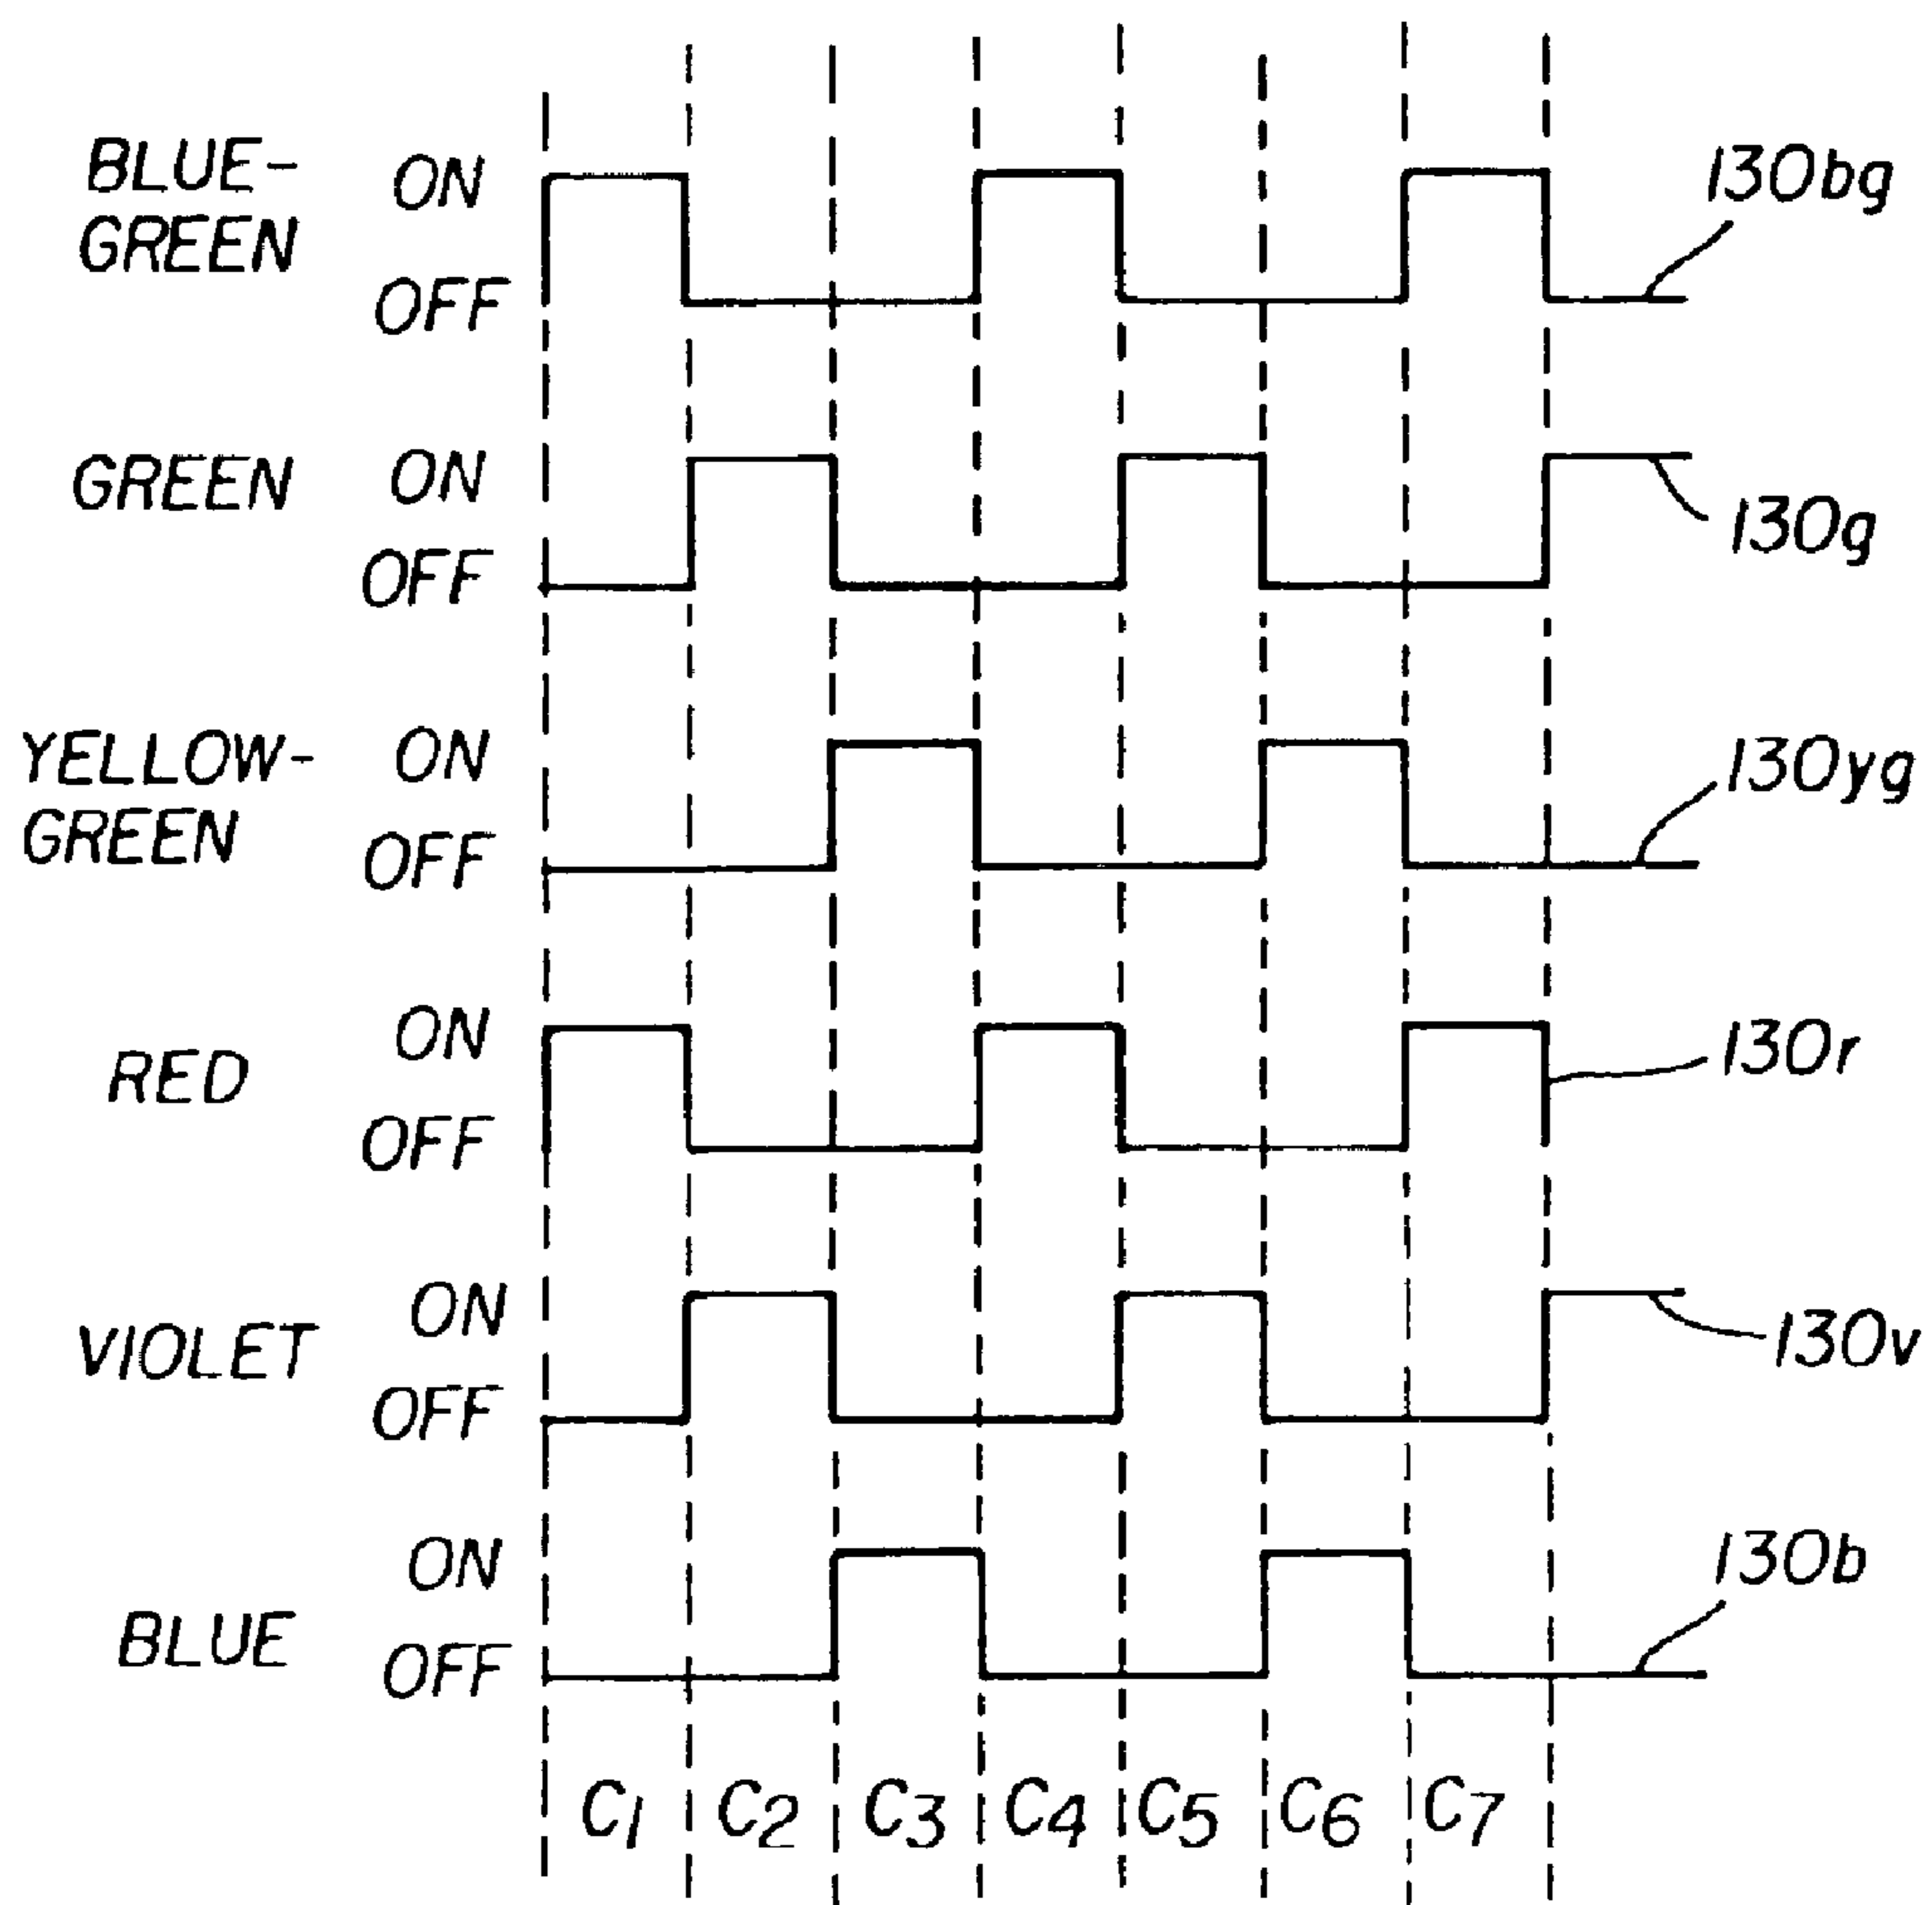 BLUE-
GREEN
ON
OFF
130bg
GREEN
ON
OFF
130g
YELLOW-
GREEN
ON
OFF
130yg
RED
ON
OFF
130r
VIOLET
ON
OFF
130v
BLUE
ON
OFF
130b
C1 C2 C3 C4 C5 C6 C7